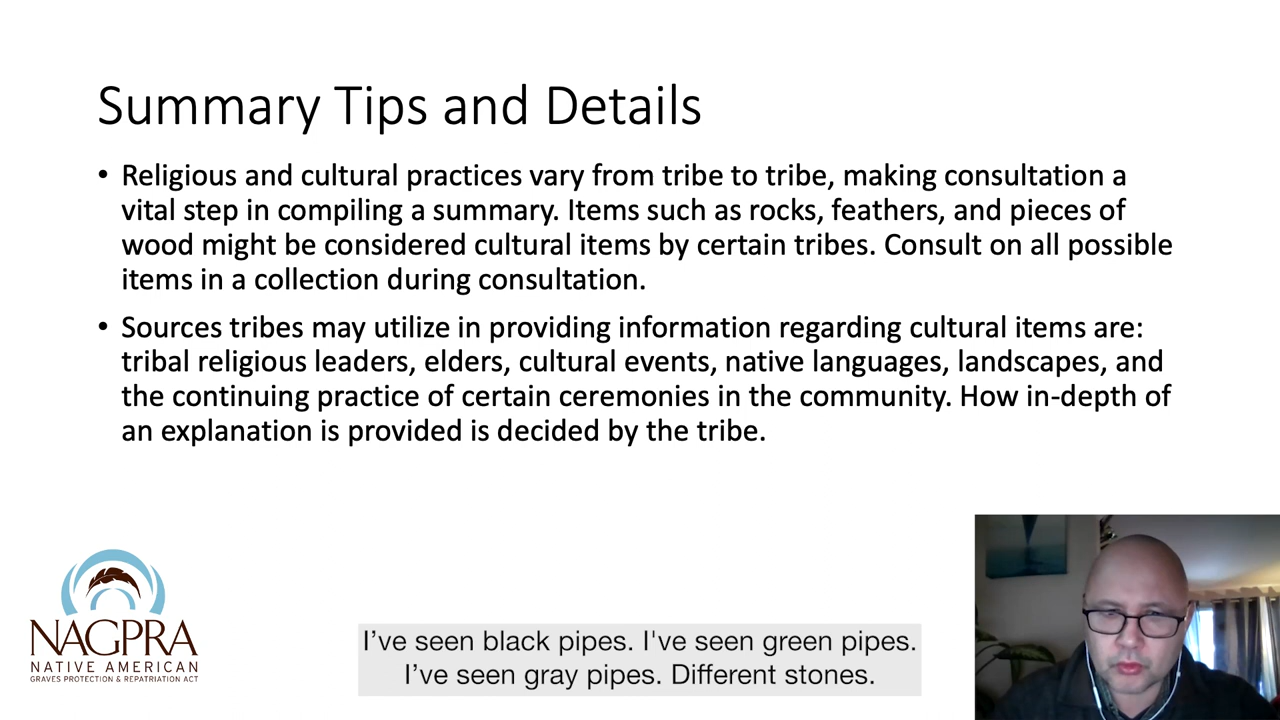 Summary Tips and Details
• Religious and cultural practices vary from tribe to tribe, making consultation a
vital step in compiling a summary. Items such as rocks, feathers, and pieces of
wood might be considered cultural items by certain tribes. Consult on all possible
items in a collection during consultation.
• Sources tribes may utilize in providing information regarding cultural items are:
tribal religious leaders, elders, cultural events, native languages, landscapes, and
the continuing practice of certain ceremonies in the community. How in-depth of
an explanation is provided is decided by the tribe.
NAGPRA
NATIVE AMERICAN
GRAVES PROTECTION & REPATRIATION ACT
I’ve seen black pipes. I've seen green pipes.
I’ve seen gray pipes. Different stones.